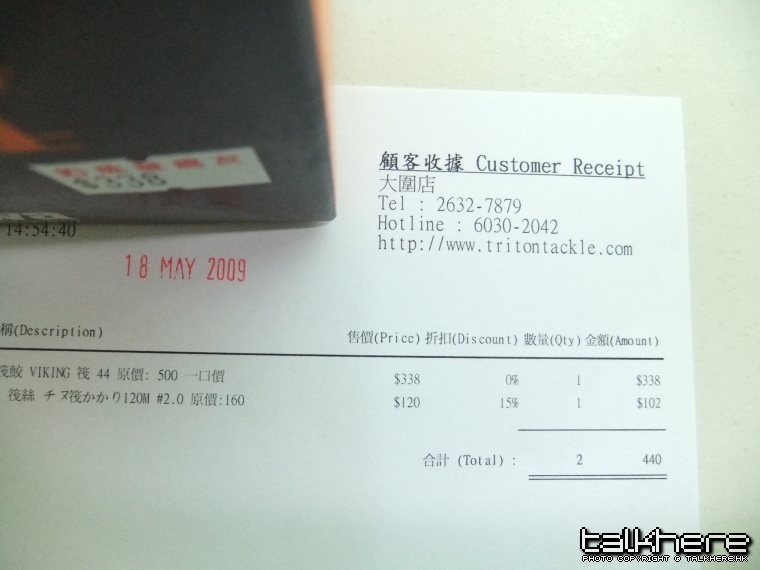 $338
顧客收據 Customer Receipt
大圍店
Tel : 2632-7879
Hotline : 6030-2042
http://www.tritontackle.com
14:54:40
18 MAY 2009
稱(Description) 售價(Price) 折扣(Discount) 數量(Qty) 金額(Amount)
筏鮫 VIKING 筏 44 原價: 500 一口價 $338 0% 1 $338
筏絲 チヌ筏かかり120M #2.0 原價:160 $120 15% 1 $102
合計 (Total) : 2 440
talkhere
PHOTO COPYRIGHT © TALKHERE.HK